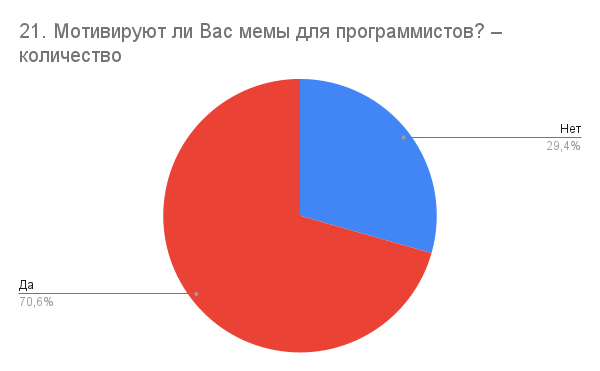 21. Мотивируют ли Вас мемы для программистов? –
количество
Нет
29,4%
Да
70,6%